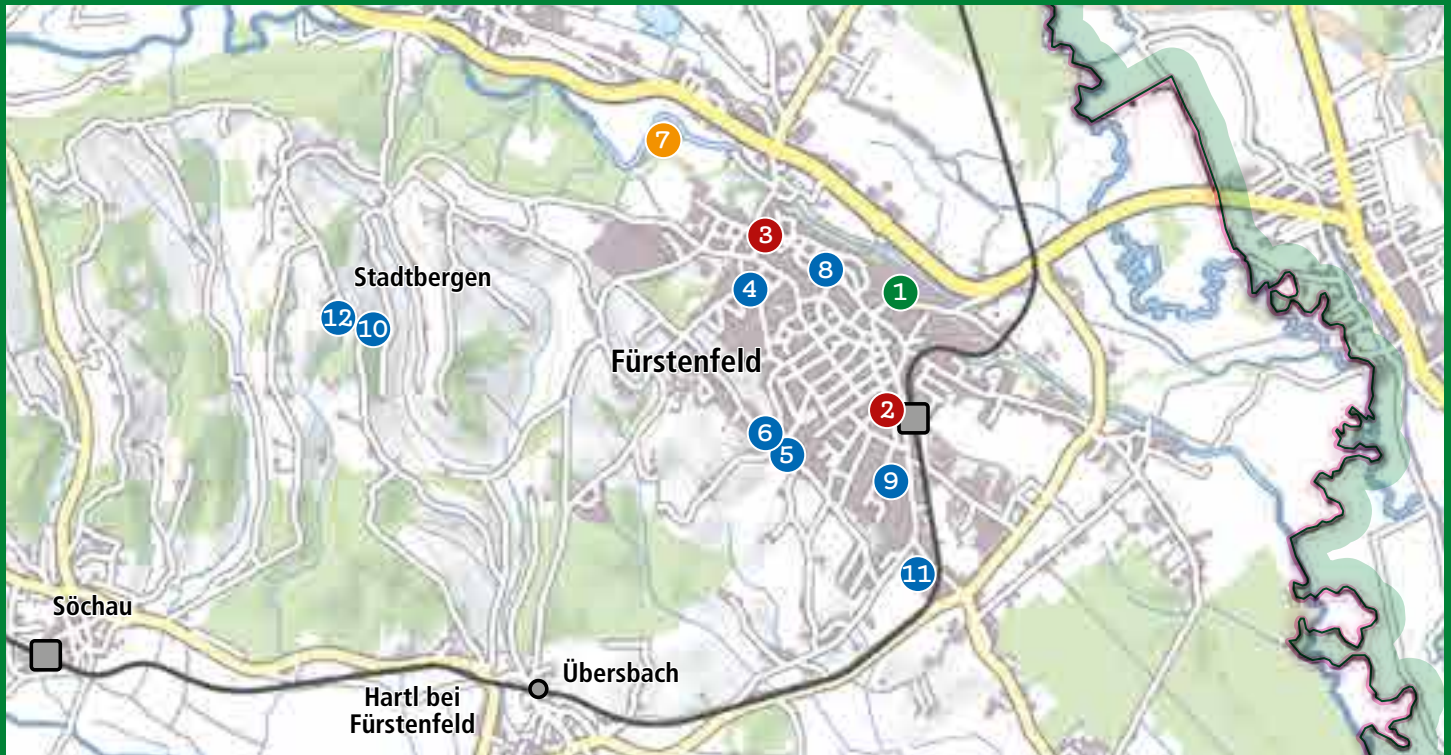 7
3
8
Stadtbergen
4
1
12
10
Fürstenfeld
2
6
5
9
11
Söchau
Übersbach
Hartl bei
Fürstenfeld